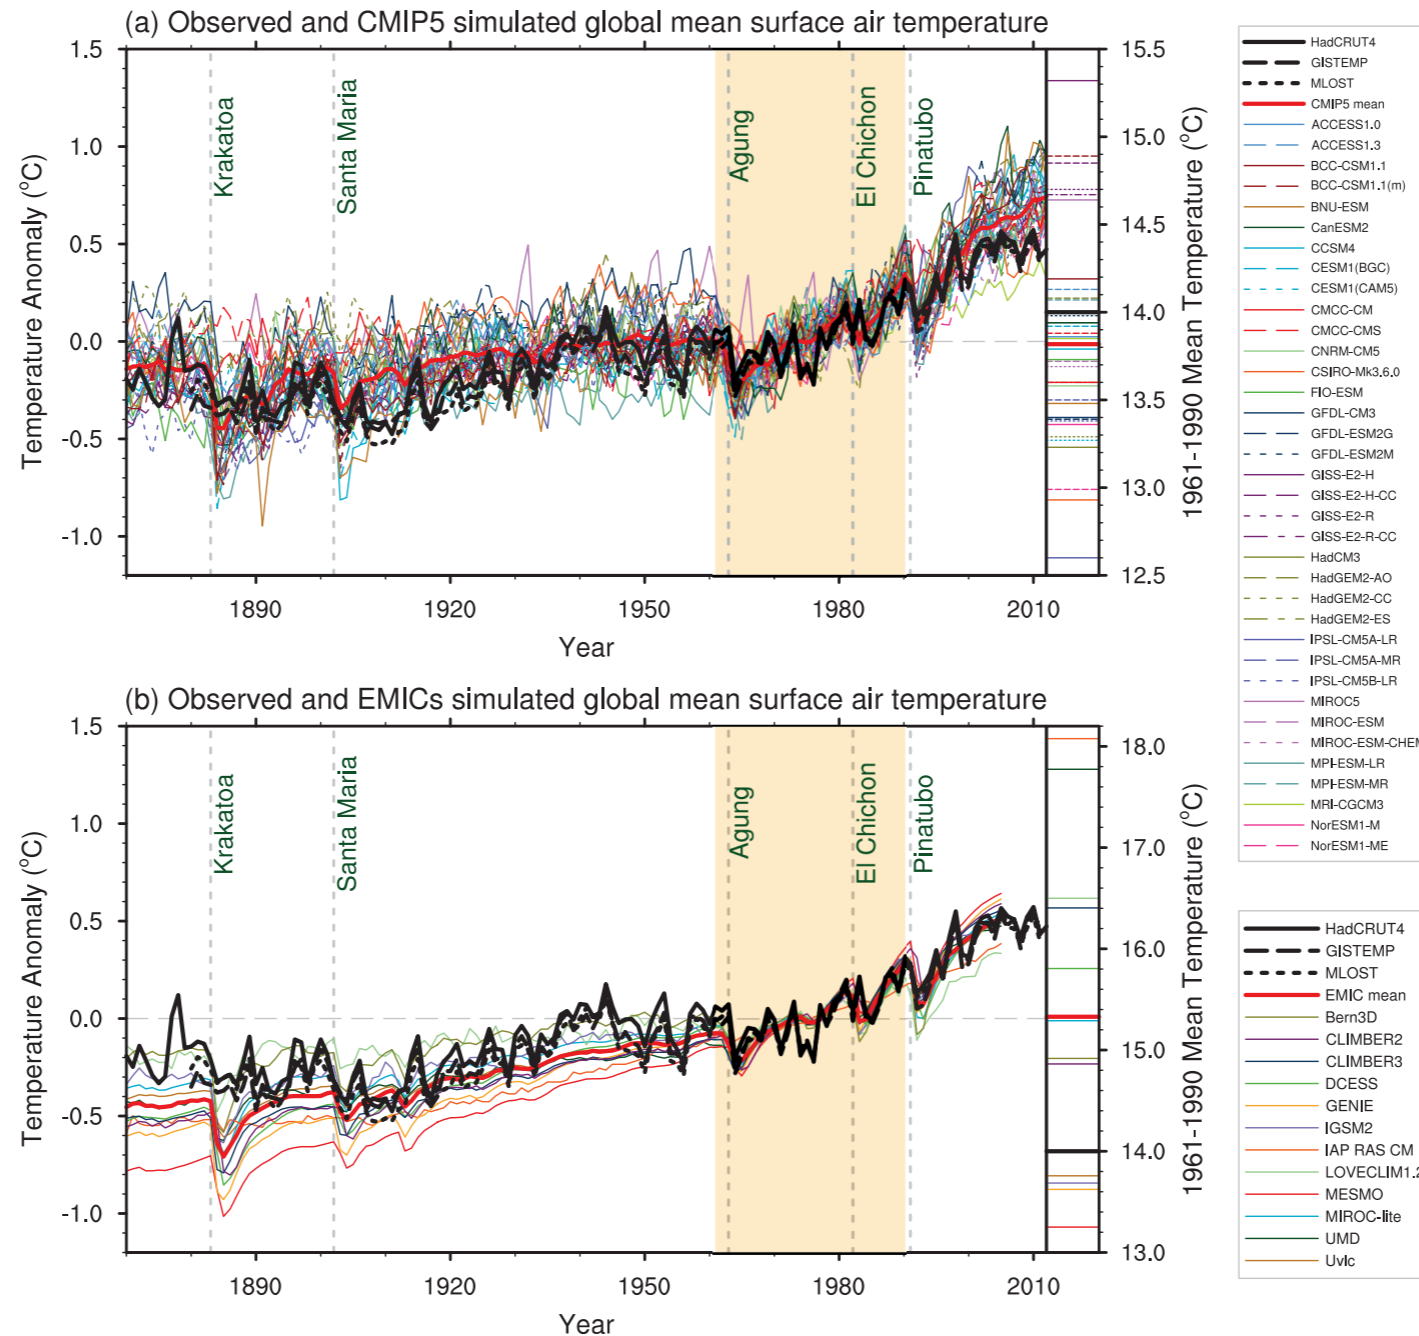 (a) Observed and CMIP5 simulated global mean surface air temperature
1.5
1.0
0.5
0.0
-0.5
-1.0
Temperature Anomaly (°C)
Krakatoa
Santa Maria
Agung
El Chichon
Pinatubo
15.5
15.0
14.5
14.0
13.5
13.0
12.5
1961-1990 Mean Temperature (°C)
1890 1920 1950 1980 2010
Year
HadCRUT4
GISTEMP
MLOST
CMIP5 mean
ACCESS1.0
ACCESS1.3
BCC-CSM1.1
BCC-CSM1.1(m)
BNU-ESM
CanESM2
CCSM4
CESM1(BGC)
CESM1(CAM5)
CMCC-CM
CMCC-CMS
CNRM-CM5
CSIRO-Mk3.6.0
FIO-ESM
GFDL-CM3
GFDL-ESM2G
GFDL-ESM2M
GISS-E2-H
GISS-E2-H-CC
GISS-E2-R
GISS-E2-R-CC
HadCM3
HadGEM2-AO
HadGEM2-CC
HadGEM2-ES
IPSL-CM5A-LR
IPSL-CM5A-MR
IPSL-CM5B-LR
MIROC5
MIROC-ESM
MIROC-ESM-CHEM
MPI-ESM-LR
MPI-ESM-MR
MRI-CGCM3
NorESM1-M
NorESM1-ME
(b) Observed and EMICs simulated global mean surface air temperature
1.5
1.0
0.5
0.0
-0.5
-1.0
Temperature Anomaly (°C)
Krakatoa
Santa Maria
Agung
El Chichon
Pinatubo
18.0
17.0
16.0
15.0
14.0
13.0
1961-1990 Mean Temperature (°C)
1890 1920 1950 1980 2010
Year
HadCRUT4
GISTEMP
MLOST
EMIC mean
Bern3D
CLIMBER2
CLIMBER3
DCESS
GENIE
IGSM2
IAP RAS CM
LOVECLIM1.2
MESMO
MIROC-lite
UMD
Uvic